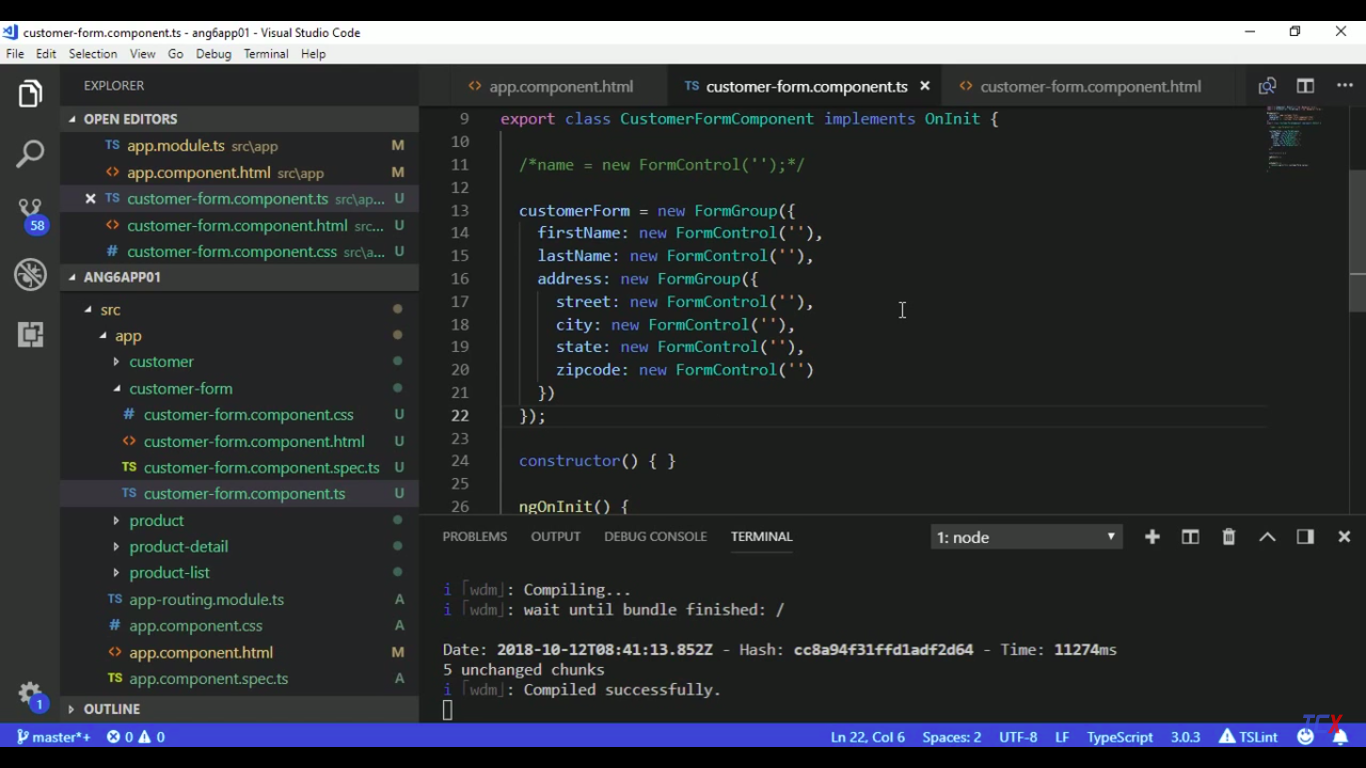 customer-form.component.ts - ang6app01 - Visual Studio Code
File Edit Selection View Go Debug Terminal Help
EXPLORER
OPEN EDITORS
TS app.module.ts src\app M
<> app.component.html src\app M
TS customer-form.component.ts src\ap... U
<> customer-form.component.html src... U
# customer-form.component.css src\a... U
58
ANG6APP01
src
app
customer
customer-form
# customer-form.component.css U
<> customer-form.component.html U
TS customer-form.component.spec.ts U
TS customer-form.component.ts U
product
product-detail
product-list
TS app-routing.module.ts A
# app.component.css A
<> app.component.html M
TS app.component.spec.ts A
1
OUTLINE
<> app.component.html TS customer-form.component.ts <> customer-form.component.html
9 export class CustomerFormComponent implements OnInit {
10
11 /*name = new FormControl('');*/
12
13 customerForm = new FormGroup({
14 firstName: new FormControl(''),
15 lastName: new FormControl(''),
16 address: new FormGroup({
17 street: new FormControl(''),
18 city: new FormControl(''),
19 state: new FormControl(''),
20 zipcode: new FormControl('')
21 })
22 });
23
24 constructor() { }
25
26 ngOnInit() {
PROBLEMS OUTPUT DEBUG CONSOLE TERMINAL 1: node
i ｢wdm｣: Compiling...
i ｢wdm｣: wait until bundle finished: /
Date: 2018-10-12T08:41:13.852Z - Hash: cc8a94f31ffd1adf2d64 - Time: 11274ms
5 unchanged chunks
i ｢wdm｣: Compiled successfully.
TCX
master*+ 0 0 Ln 22, Col 6 Spaces: 2 UTF-8 LF TypeScript 3.0.3 TSLint